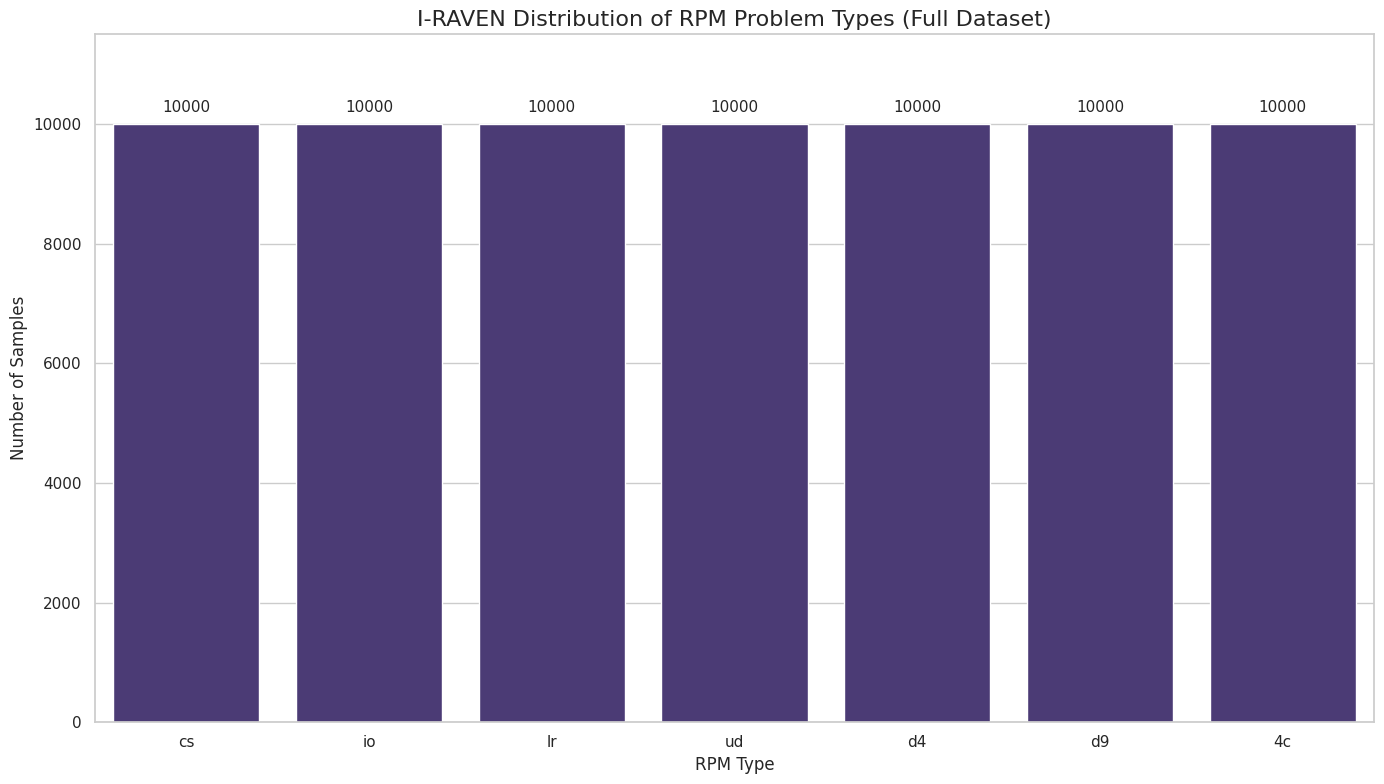 I-RAVEN Distribution of RPM Problem Types (Full Dataset)
10000 10000 10000 10000 10000 10000 10000
10000
8000
6000
4000
2000
0
Number of Samples
cs io lr ud d4 d9 4c
RPM Type